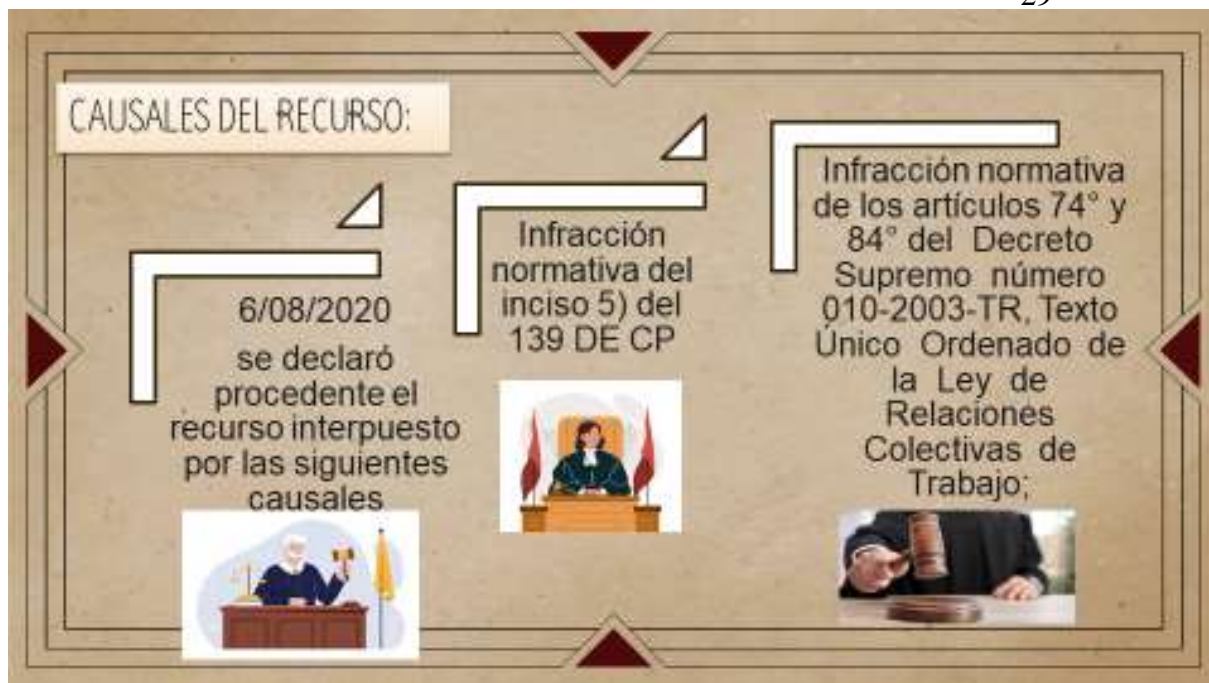 29
CAUSALES DEL RECURSO:
6/08/2020
se declaró
procedente el
recurso interpuesto
por las siguientes
causales
Infracción
normativa del
inciso 5) del
139 DE CP
Infracción normativa
de los artículos 74° y
84° del Decreto
Supremo número
010-2003-TR, Texto
Único Ordenado de
la Ley de
Relaciones
Colectivas de
Trabajo;